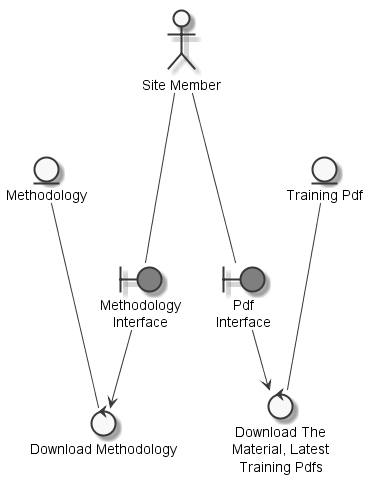 Site Member
Methodology
Training Pdf
Methodology
Interface
Pdf
Interface
Download Methodology
Download The
Material, Latest
Training Pdfs